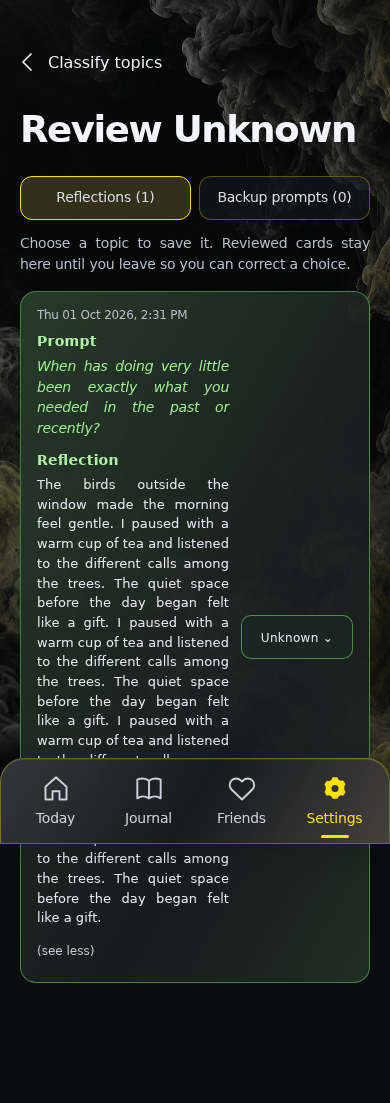 Classify topics
Review Unknown
Reflections (1)
Backup prompts (0)
Choose a topic to save it. Reviewed cards stay
here until you leave so you can correct a choice.
Thu 01 Oct 2026, 2:31 PM
Prompt
When has doing very little
been exactly what you
needed in the past or
recently?
Reflection
The birds outside the
window made the morning
feel gentle. I paused with a
warm cup of tea and listened
to the different calls among
the trees. The quiet space
before the day began felt
like a gift. I paused with a
warm cup of tea and listened
to the different calls among
the trees. The quiet space
before the day began felt
like a gift. I paused with a
warm cup of tea and listened
Unknown
Today
Journal
Friends
Settings
to the different calls among
the trees. The quiet space
before the day began felt
like a gift.
(see less)